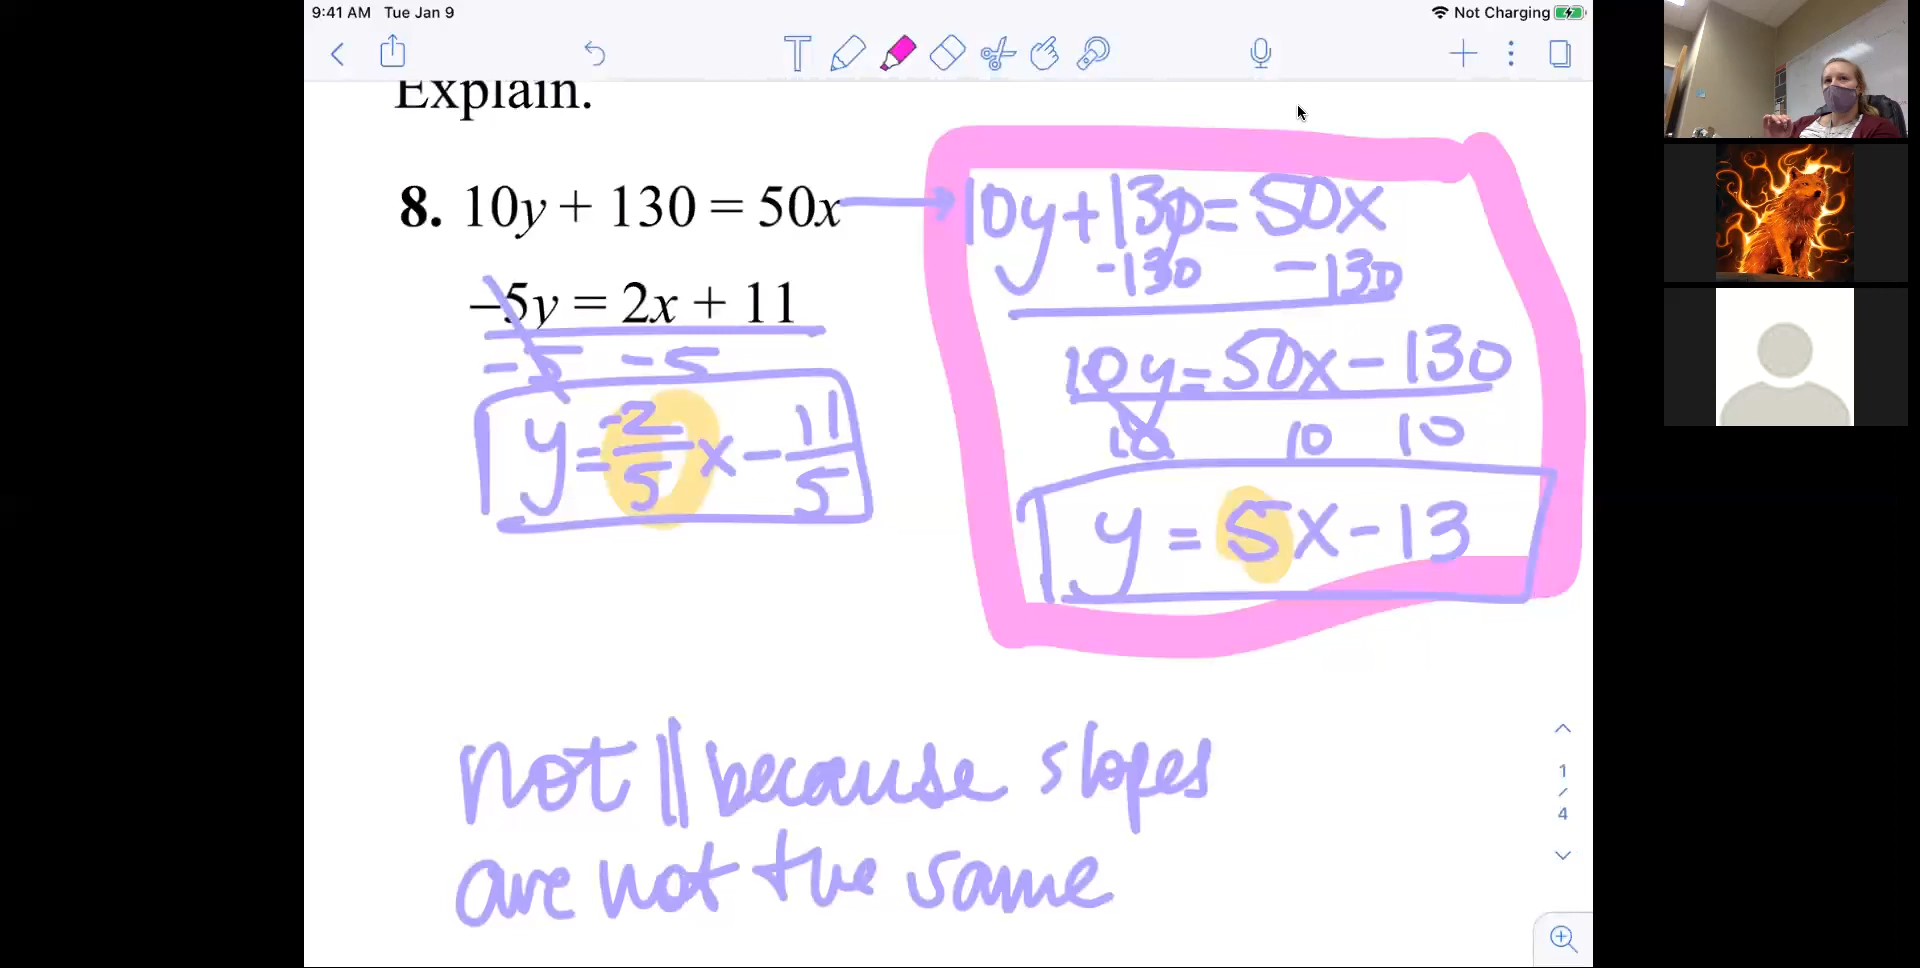 9:41 AM Tue Jan 9
Not Charging
T
Explain.
8. 10y + 130 = 50x
-5y = 2x + 11
-5 -5
y = -2/5 x - 11/5
10y + 130 = 50x
-130 -130
10y = 50x - 130
10 10 10
y = 5x - 13
not || because slopes
are not the same
1
/
4